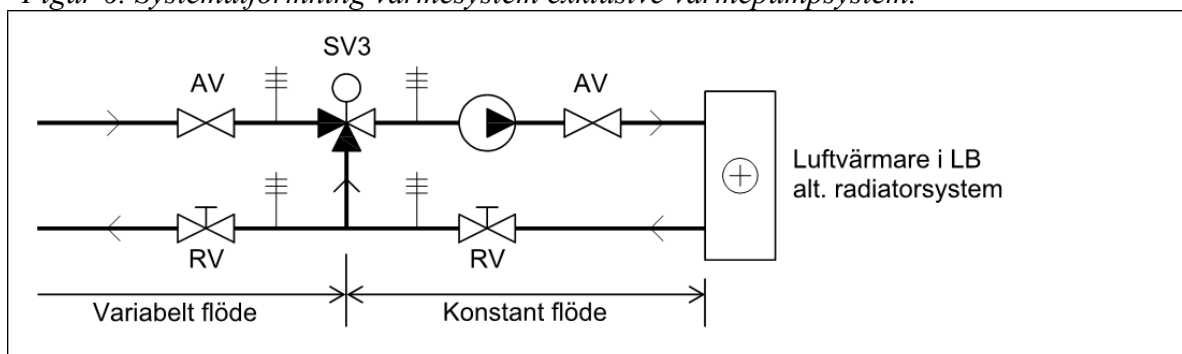 Figur 6. Systemutformning värmesystem exklusive värmepumpsystem.
SV3
AV
AV
Luftvärmare i LB
alt. radiatorsystem
RV
RV
Variabelt flöde
Konstant flöde